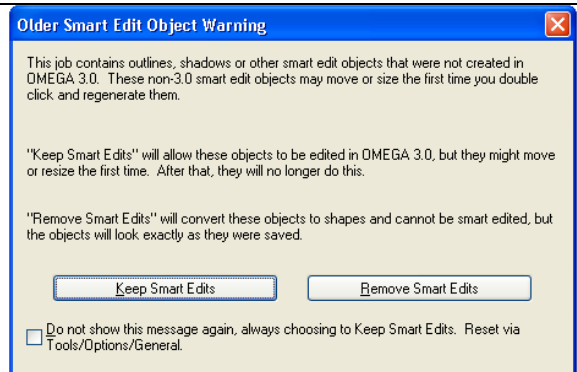 Older Smart Edit Object Warning
This job contains outlines, shadows or other smart edit objects that were not created in
OMEGA 3.0.  These non-3.0 smart edit objects may move or size the first time you double
click and regenerate them.
"Keep Smart Edits" will allow these objects to be edited in OMEGA 3.0, but they might move
or resize the first time.  After that, they will no longer do this.
"Remove Smart Edits" will convert these objects to shapes and cannot be smart edited, but
the objects will look exactly as they were saved.
Keep Smart Edits
Remove Smart Edits
Do not show this message again, always choosing to Keep Smart Edits.  Reset via
Tools/Options/General.